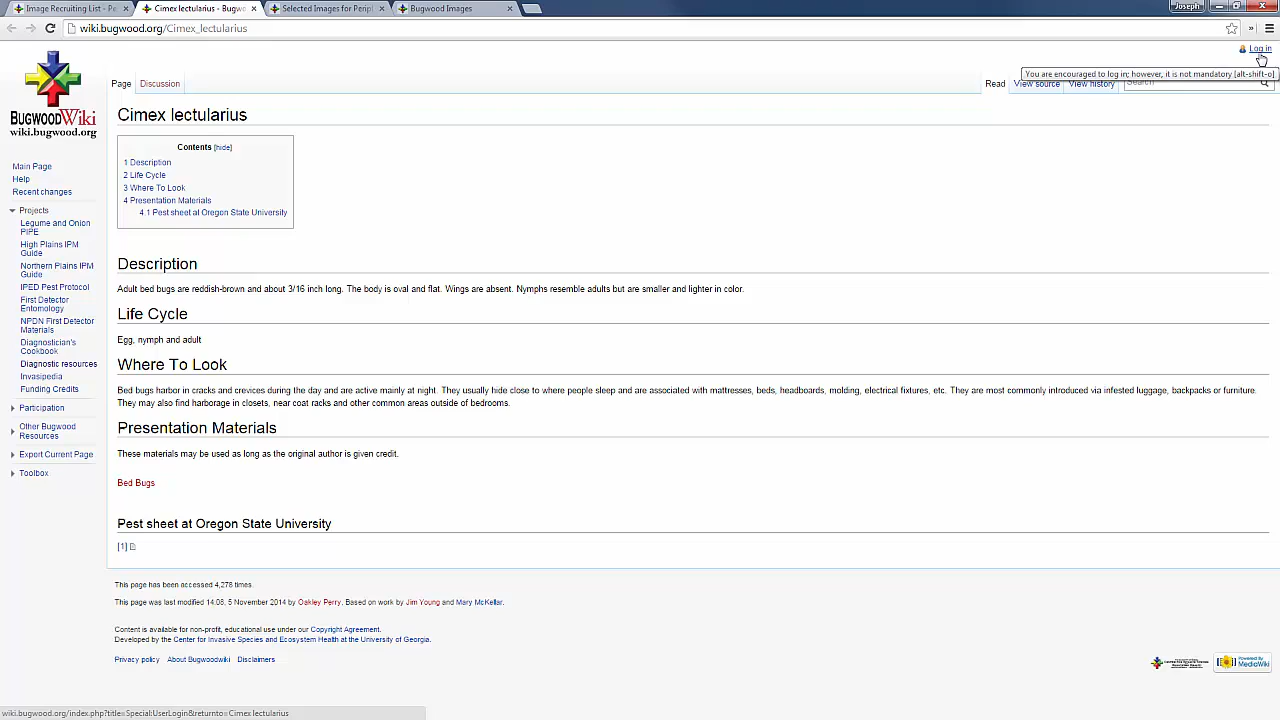 Image Recruiting List - Pe
Cimex lectularius - Bugwo
Selected Images for Peripl
Bugwood Images
Joseph
wiki.bugwood.org/Cimex_lectularius
Log in
You are encouraged to log in; however, it is not mandatory [alt-shift-o]
Page
Discussion
Read
View source
View history
Search
BUGWOODWiki
wiki.bugwood.org
Main Page
Help
Recent changes
Projects
Legume and Onion
PIPE
High Plains IPM
Guide
Northern Plains IPM
Guide
IPED Pest Protocol
First Detector
Entomology
NPDN First Detector
Materials
Diagnostician's
Cookbook
Diagnostic resources
Invasipedia
Funding Credits
Participation
Other Bugwood
Resources
Export Current Page
Toolbox
Cimex lectularius
Contents [hide]
1 Description
2 Life Cycle
3 Where To Look
4 Presentation Materials
4.1 Pest sheet at Oregon State University
Description
Adult bed bugs are reddish-brown and about 3/16 inch long. The body is oval and flat. Wings are absent. Nymphs resemble adults but are smaller and lighter in color.
Life Cycle
Egg, nymph and adult
Where To Look
Bed bugs harbor in cracks and crevices during the day and are active mainly at night. They usually hide close to where people sleep and are associated with mattresses, beds, headboards, molding, electrical fixtures, etc. They are most commonly introduced via infested luggage, backpacks or furniture.
They may also find harborage in closets, near coat racks and other common areas outside of bedrooms.
Presentation Materials
These materials may be used as long as the original author is given credit.
Bed Bugs
Pest sheet at Oregon State University
[1]
This page has been accessed 4,278 times.
This page was last modified 14:08, 5 November 2014 by Oakley Perry. Based on work by Jim Young and Mary McKellar.
Content is available for non-profit, educational use under our Copyright Agreement.
Developed by the Center for Invasive Species and Ecosystem Health at the University of Georgia.
Privacy policy
About Bugwoodwiki
Disclaimers
Powered By
MediaWiki
wiki.bugwood.org/index.php?title=Special:UserLogin&returnto=Cimex lectularius